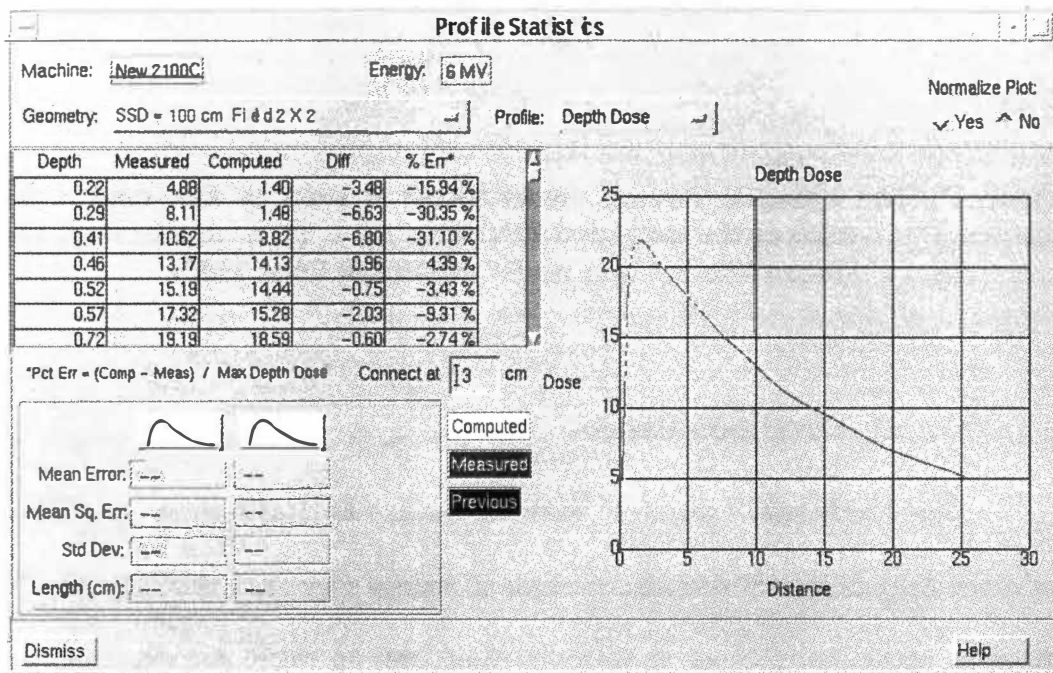 Profile Statistics
Machine: New 2100C Energy: 6 MV
Normalize Plot:
Geometry: SSD = 100 cm Field 2 X 2 Profile: Depth Dose Yes No
Depth Measured Computed Diff % Err*
0.22 4.88 1.40 -3.48 -15.94 %
0.29 8.11 1.48 -6.63 -30.35 %
0.41 10.62 3.82 -6.80 -31.10 %
0.46 13.17 14.13 0.96 4.39 %
0.52 15.19 14.44 -0.75 -3.43 %
0.57 17.32 15.28 -2.03 -9.31 %
0.72 19.19 18.59 -0.60 -2.74 %
*Pct Err = (Comp - Meas) / Max Depth Dose Connect at 3 cm
Computed
Measured
Previous
Mean Error: -- --
Mean Sq. Err: -- --
Std Dev: -- --
Length (cm): -- --
Depth Dose
25
20
15
10
5
0
Dose
0 5 10 15 20 25 30
Distance
Dismiss Help